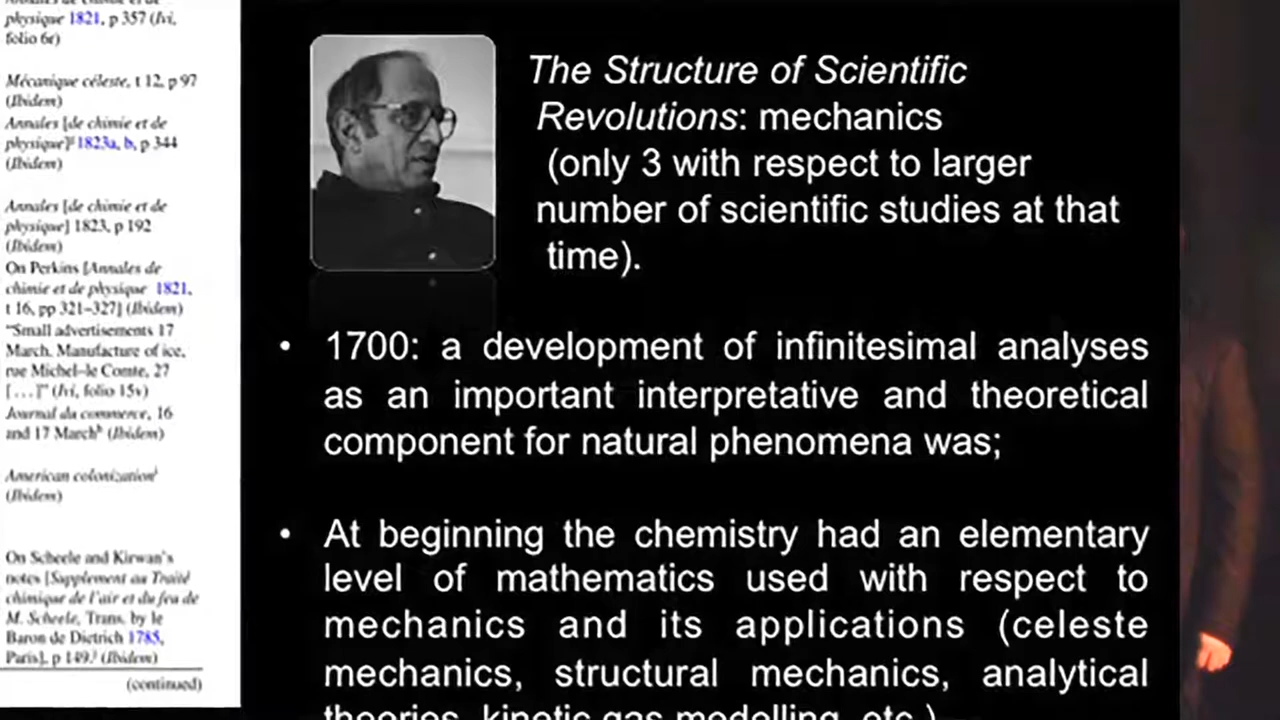 physique 1821, p 357 (Ivi,
folio 6r)
Mécanique céleste, t 12, p 97
(Ibidem)
Annales [de chimie et de
physique] 1823a, b, p 344
(Ibidem)
Annales [de chimie et de
physique] 1823, p 192
(Ibidem)
On Perkins [Annales de
chimie et de physique 1821,
t 16, pp 321–327] (Ibidem)
"Small advertisements 17
March. Manufacture of ice,
rue Michel–le Comte, 27
[…]" (Ivi, folio 15v)
Journal du commerce, 16
and 17 March (Ibidem)
American colonization
(Ibidem)
On Scheele and Kirwan's
notes [Supplement au Traité
chimique de l'air et du feu de
M. Scheele, Trans. by le
Baron de Dietrich 1785,
Paris], p 149. (Ibidem)
(continued)
The Structure of Scientific
Revolutions: mechanics
(only 3 with respect to larger
number of scientific studies at that
time).
• 1700: a development of infinitesimal analyses
as an important interpretative and theoretical
component for natural phenomena was;
• At beginning the chemistry had an elementary
level of mathematics used with respect to
mechanics and its applications (celeste
mechanics, structural mechanics, analytical
theories, kinetic gas modelling, etc.)